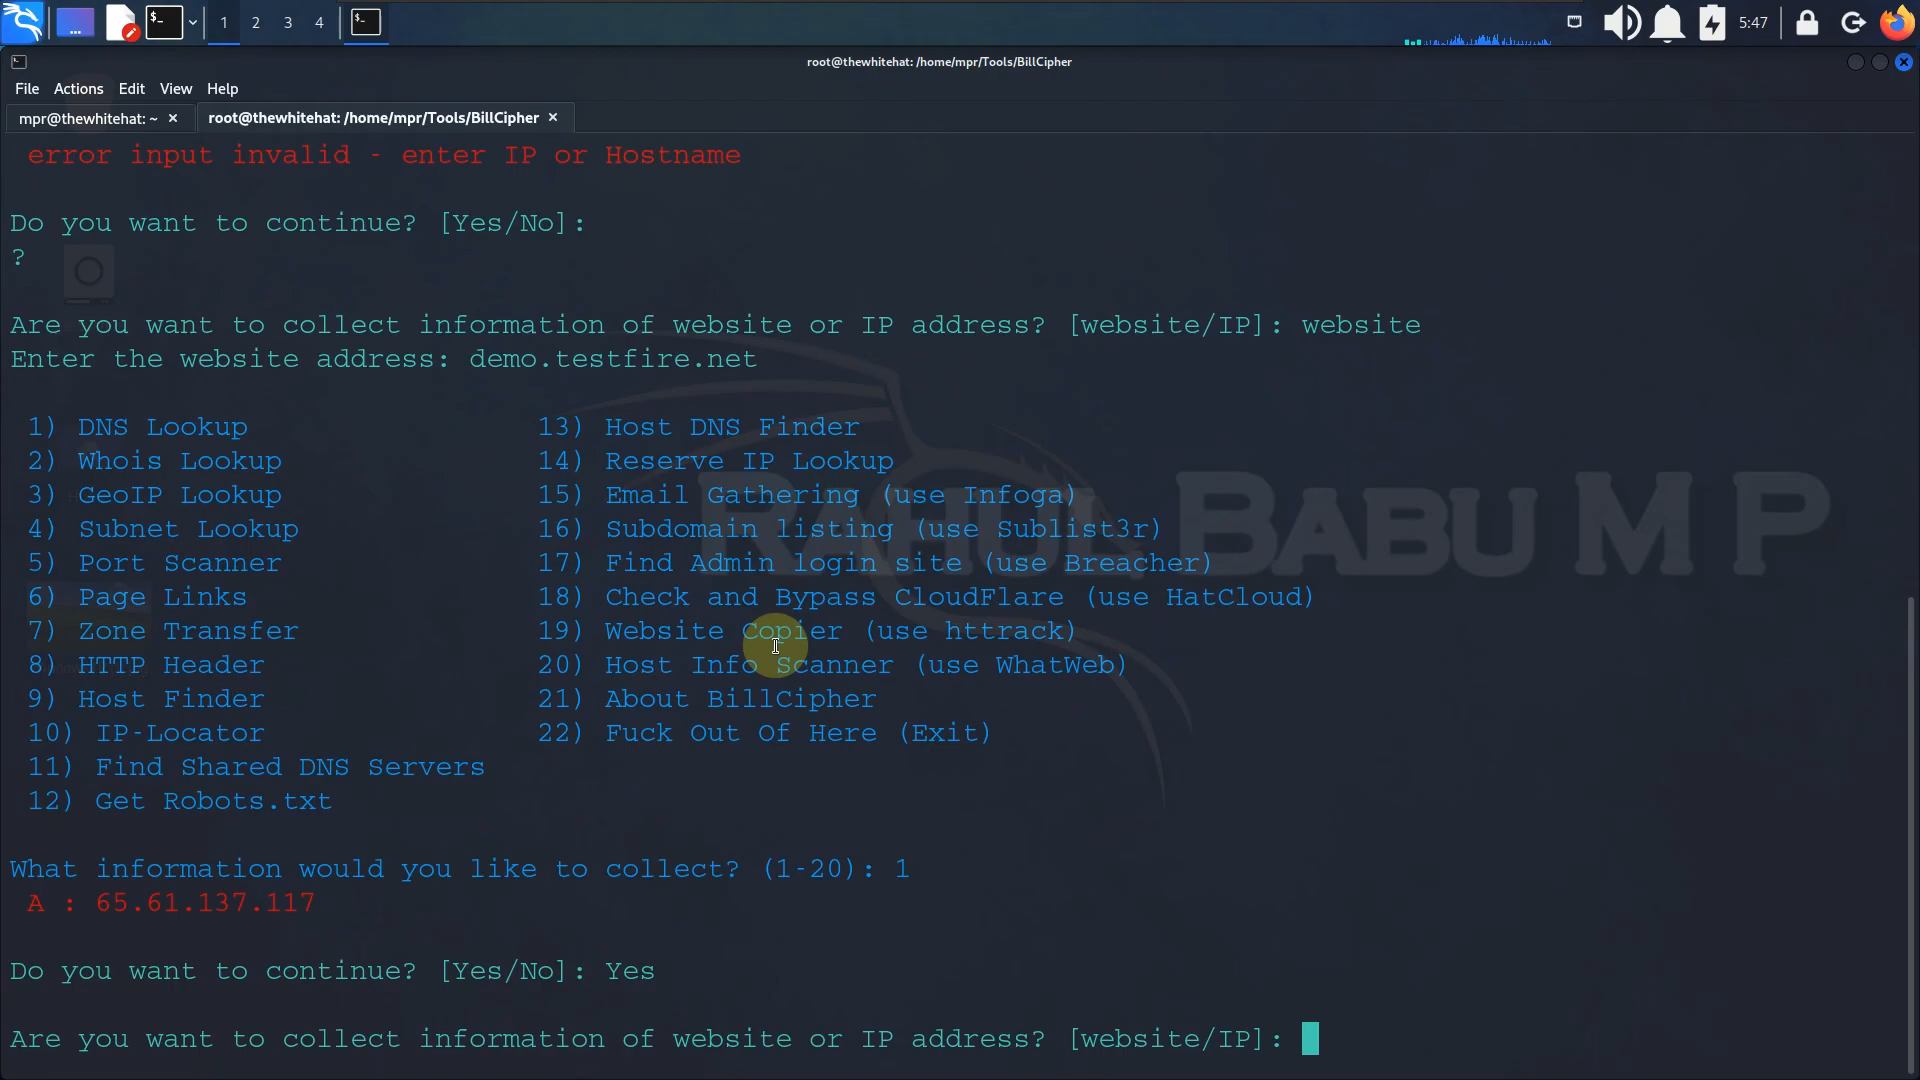 1 2 3 4 5:47
root@thewhitehat: /home/mpr/Tools/BillCipher
File Actions Edit View Help
mpr@thewhitehat: ~ × root@thewhitehat: /home/mpr/Tools/BillCipher ×
error input invalid - enter IP or Hostname
Do you want to continue? [Yes/No]:
?
Are you want to collect information of website or IP address? [website/IP]: website
Enter the website address: demo.testfire.net
1) DNS Lookup 13) Host DNS Finder
2) Whois Lookup 14) Reserve IP Lookup
3) GeoIP Lookup 15) Email Gathering (use Infoga)
4) Subnet Lookup 16) Subdomain listing (use Sublist3r)
5) Port Scanner 17) Find Admin login site (use Breacher)
6) Page Links 18) Check and Bypass CloudFlare (use HatCloud)
7) Zone Transfer 19) Website Copier (use httrack)
8) HTTP Header 20) Host Info Scanner (use WhatWeb)
9) Host Finder 21) About BillCipher
10) IP-Locator 22) Fuck Out Of Here (Exit)
11) Find Shared DNS Servers
12) Get Robots.txt
RAHUL BABU M P
What information would you like to collect? (1-20): 1
A : 65.61.137.117
Do you want to continue? [Yes/No]: Yes
Are you want to collect information of website or IP address? [website/IP]: